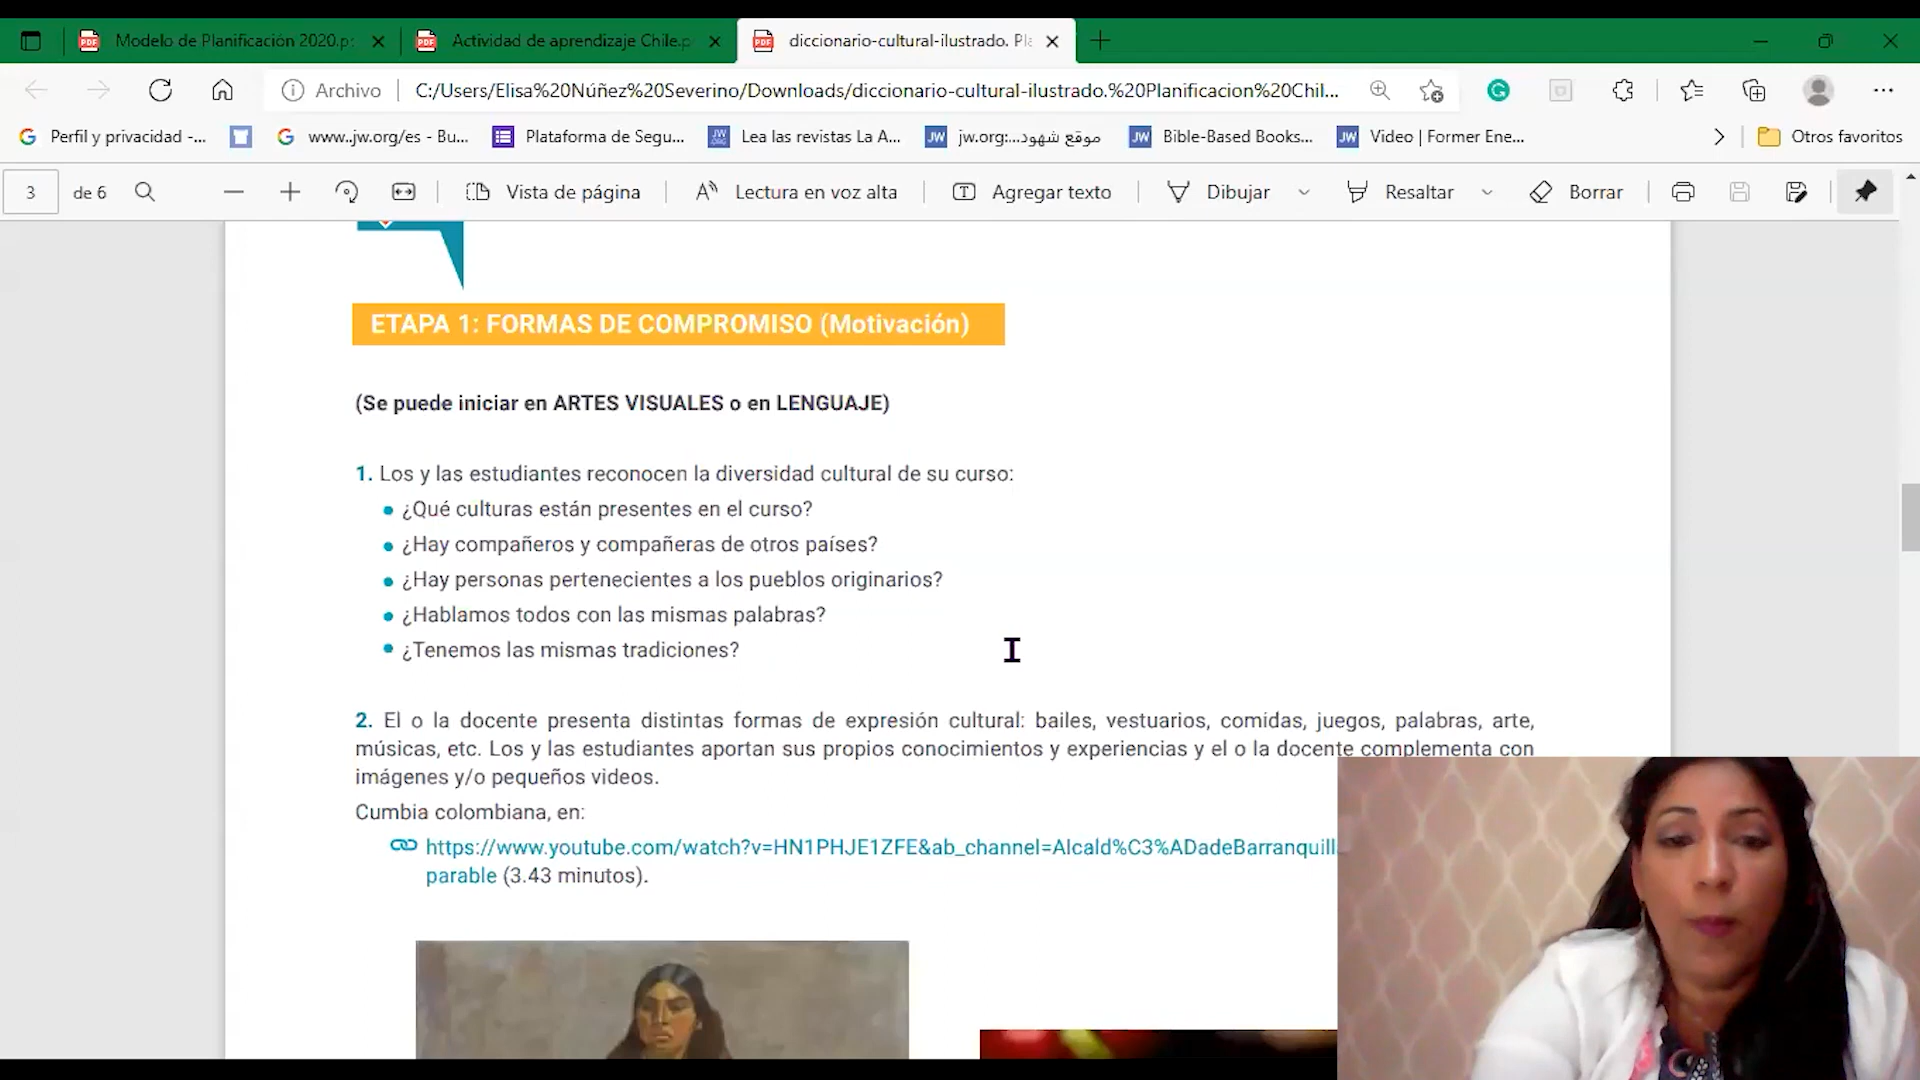 Modelo de Planificación 2020.p
Actividad de aprendizaje Chile.p
diccionario-cultural-ilustrado. Pla
Archivo
C:/Users/Elisa%20Núñez%20Severino/Downloads/diccionario-cultural-ilustrado.%20Planificacion%20Chil...
Perfil y privacidad -...
www..jw.org/es - Bu...
Plataforma de Segu...
Lea las revistas La A...
jw.org:...موقع شهود
Bible-Based Books...
Video | Former Ene...
Otros favoritos
3 de 6
Vista de página
Lectura en voz alta
Agregar texto
Dibujar
Resaltar
Borrar
ETAPA 1: FORMAS DE COMPROMISO (Motivación)
(Se puede iniciar en ARTES VISUALES o en LENGUAJE)
1. Los y las estudiantes reconocen la diversidad cultural de su curso:
• ¿Qué culturas están presentes en el curso?
• ¿Hay compañeros y compañeras de otros países?
• ¿Hay personas pertenecientes a los pueblos originarios?
• ¿Hablamos todos con las mismas palabras?
• ¿Tenemos las mismas tradiciones?
2. El o la docente presenta distintas formas de expresión cultural: bailes, vestuarios, comidas, juegos, palabras, arte,
músicas, etc. Los y las estudiantes aportan sus propios conocimientos y experiencias y el o la docente complementa con
imágenes y/o pequeños videos.
Cumbia colombiana, en:
https://www.youtube.com/watch?v=HN1PHJE1ZFE&ab_channel=Alcald%C3%ADadeBarranquill
parable (3.43 minutos).